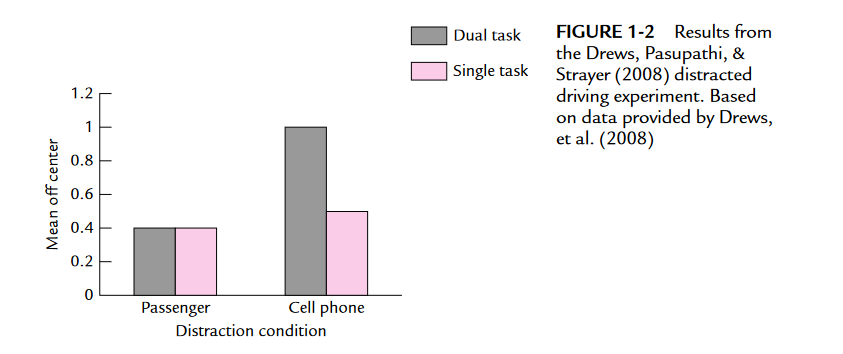 Dual task
Single task
FIGURE 1-2 Results from
the Drews, Pasupathi, &
Strayer (2008) distracted
driving experiment. Based
on data provided by Drews,
et al. (2008)
Mean off center
1.2
1
0.8
0.6
0.4
0.2
0
Passenger
Cell phone
Distraction condition